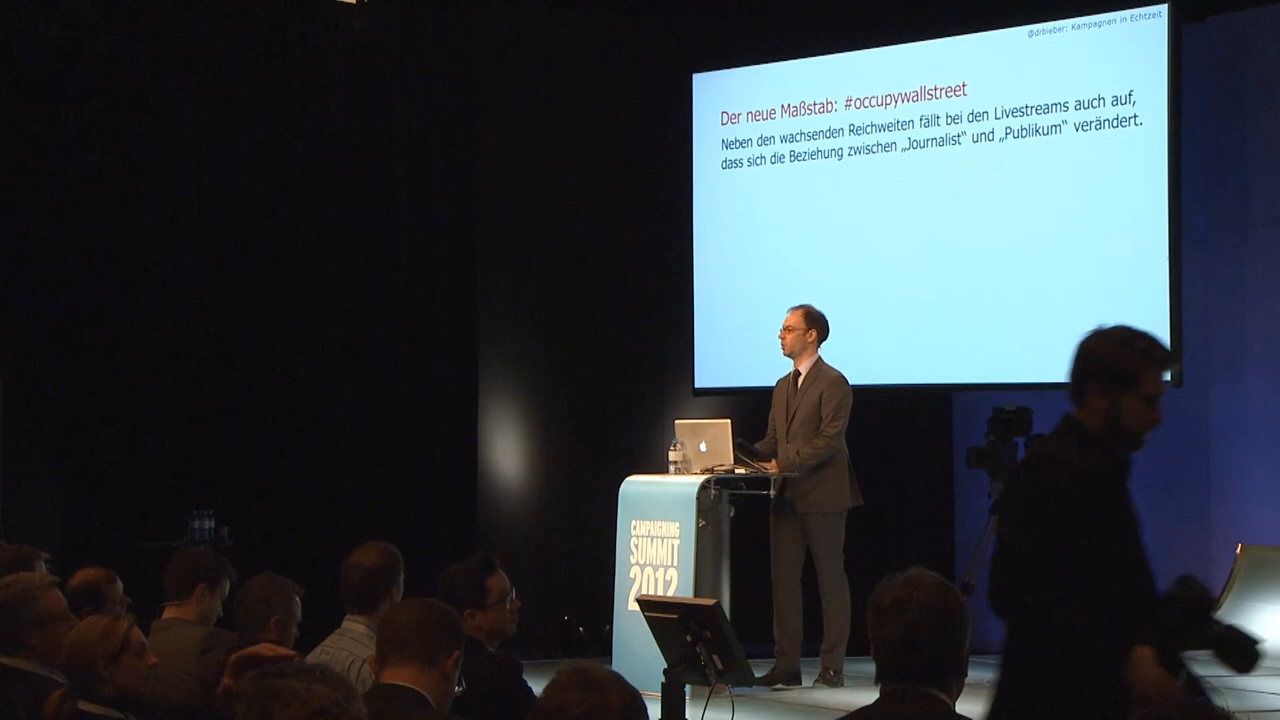 @drbieber: Kampagnen in Echtzeit
Der neue Maßstab: #occupywallstreet
Neben den wachsenden Reichweiten fällt bei den Livestreams auch auf,
dass sich die Beziehung zwischen „Journalist“ und „Publikum“ verändert.
CAMPAIGNING
SUMMIT
2012